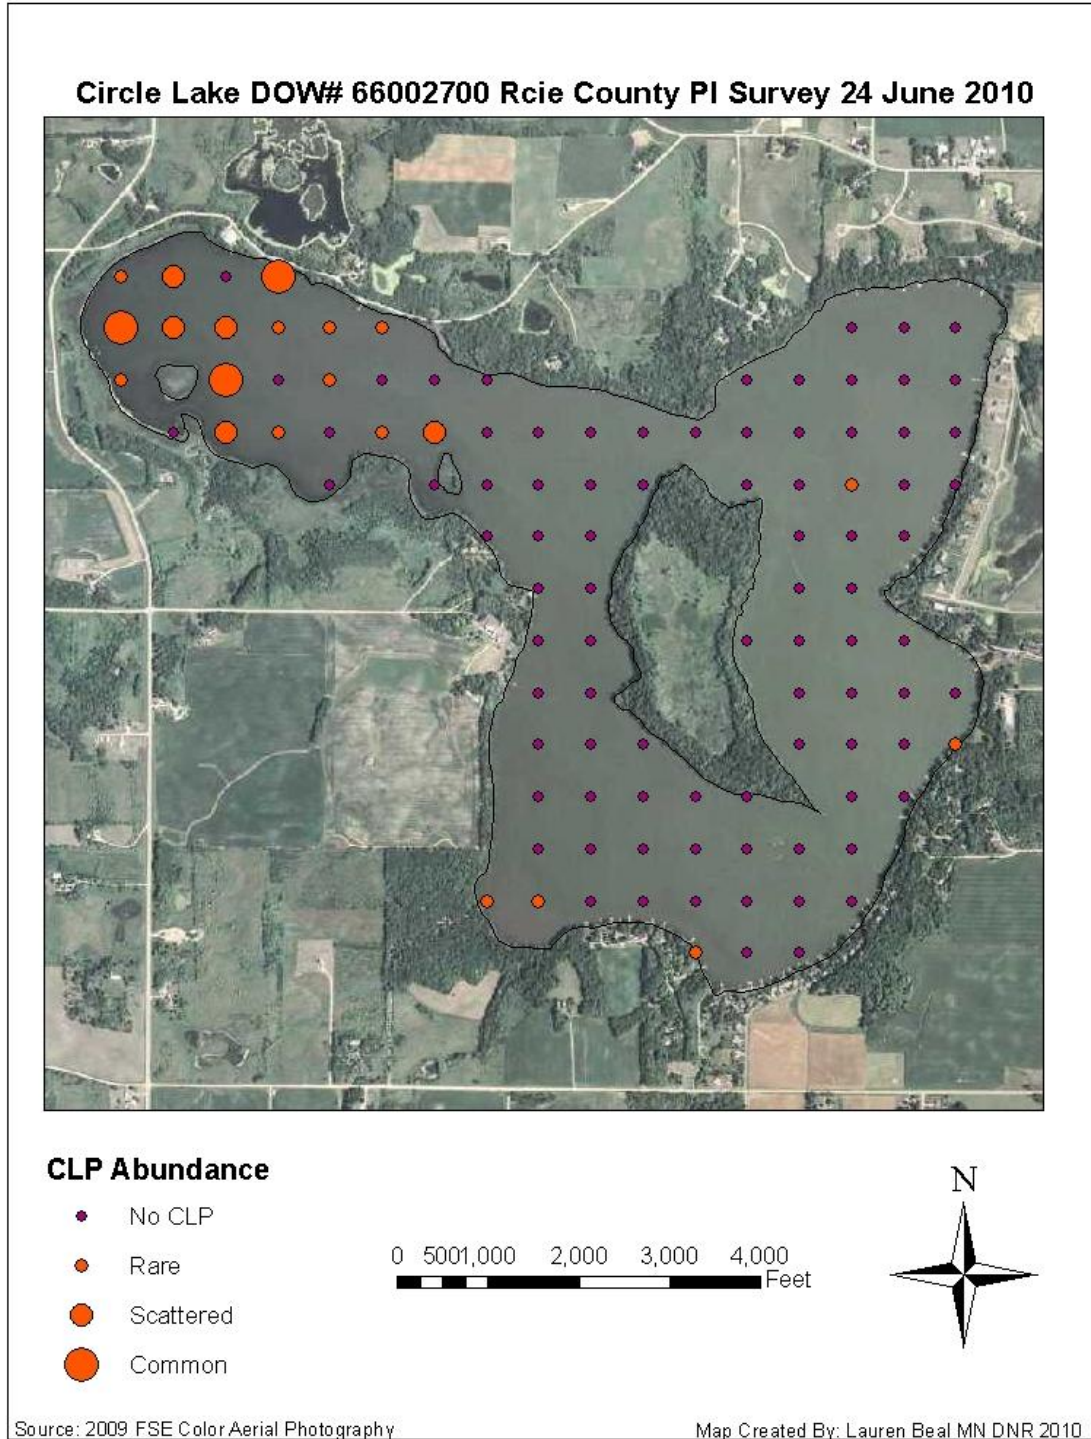 Circle Lake DOW# 66002700 Rcie County PI Survey 24 June 2010
CLP Abundance
No CLP
Rare
Scattered
Common
0 500 1,000 2,000 3,000 4,000
Feet
N
Source: 2009 FSE Color Aerial Photography
Map Created By: Lauren Beal MN DNR 2010